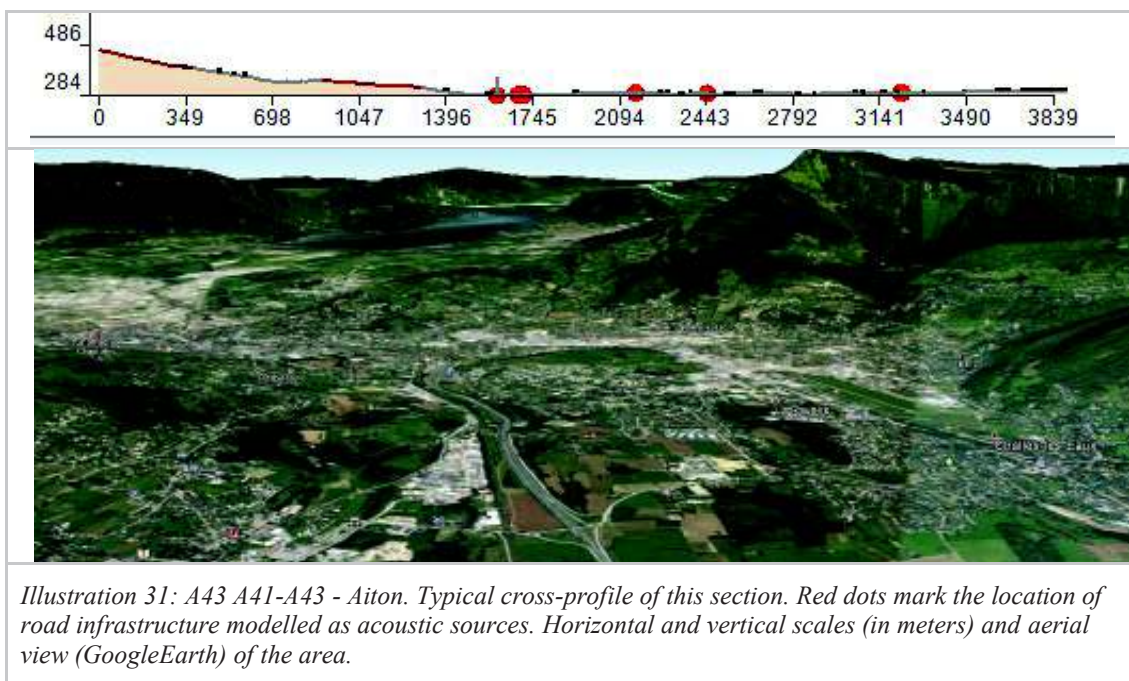 486
284
0 349 698 1047 1396 1745 2094 2443 2792 3141 3490 3839
Illustration 31: A43 A41-A43 - Aiton. Typical cross-profile of this section. Red dots mark the location of
road infrastructure modelled as acoustic sources. Horizontal and vertical scales (in meters) and aerial
view (GoogleEarth) of the area.